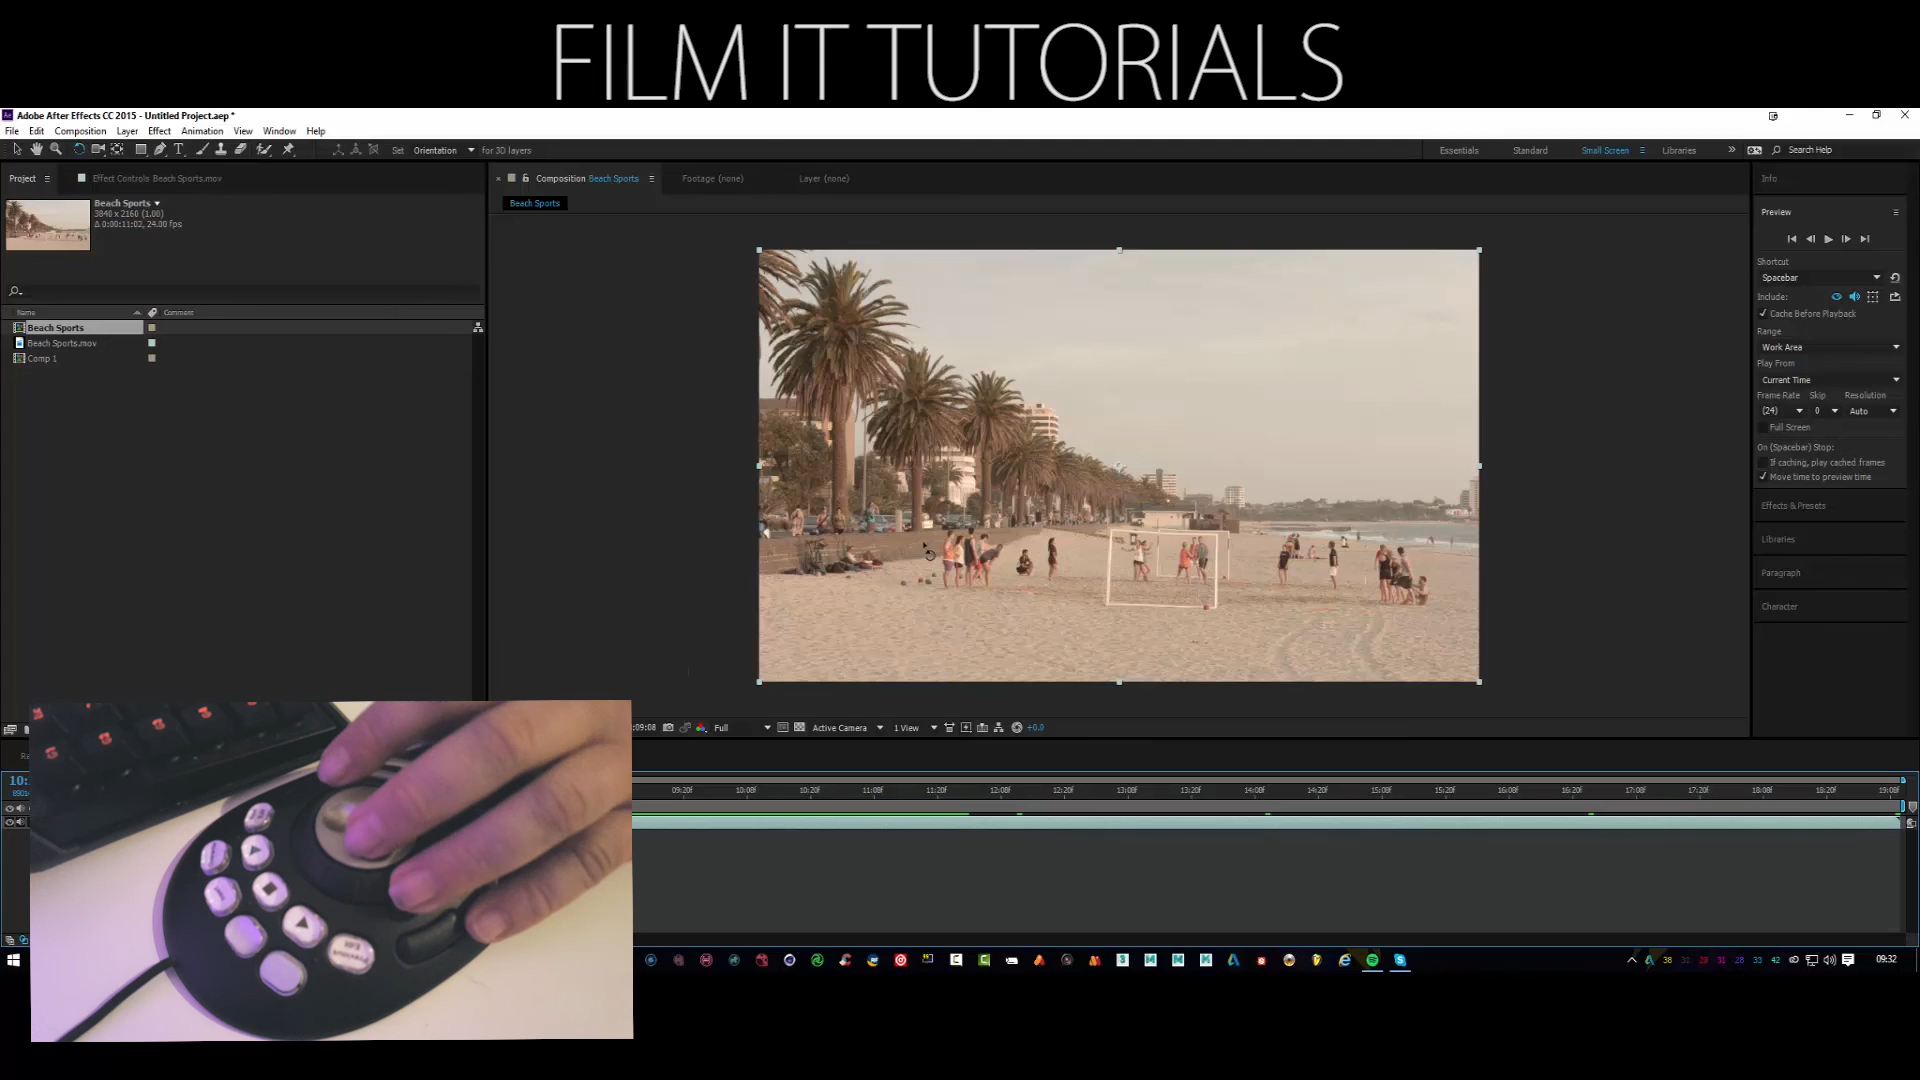 FILM IT TUTORIALS
Adobe After Effects CC 2015 - Untitled Project.aep *
File Edit Composition Layer Effect Animation View Window Help
Set Orientation for 3D layers
Essentials Standard Small Screen Libraries Search Help
Project Effect Controls Beach Sports.mov
Composition Beach Sports Footage (none) Layer (none)
Info
Beach Sports
3840 x 2160 (1.00)
Δ 0:00:11:02, 24.00 fps
Beach Sports
Preview
Shortcut
Spacebar
Include:
Cache Before Playback
Range
Work Area
Play From
Current Time
Frame Rate Skip Resolution
(24) 0 Auto
Full Screen
On (Spacebar) Stop:
If caching, play cached frames
Move time to preview time
Effects & Presets
Libraries
Paragraph
Character
Name Comment
Beach Sports
Beach Sports.mov
Comp 1
:09:08 Full Active Camera 1 View +0.0
09:20f 10:08f 10:20f 11:08f 11:20f 12:08f 12:20f 13:08f 13:20f 14:08f 14:20f 15:08f 15:20f 16:08f 16:20f 17:08f 17:20f 18:08f 18:20f 19:08f
Previous Edit
09:32